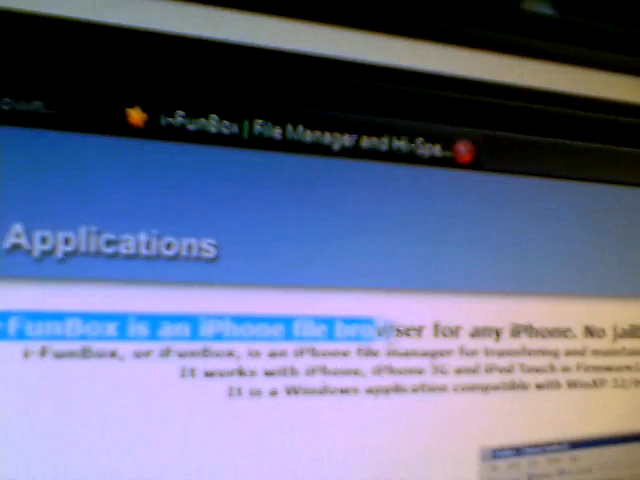 i-FunBox | File Manager and Hi-Spe...
Applications
FunBox is an iPhone file browser for any iPhone. No jail
i-FunBox, or iFunBox, is an iPhone file manager for transfering and
It works with iPhone, iPhone 3G and iPod Touch in Firmware
It is a Windows application compatible with WinXP